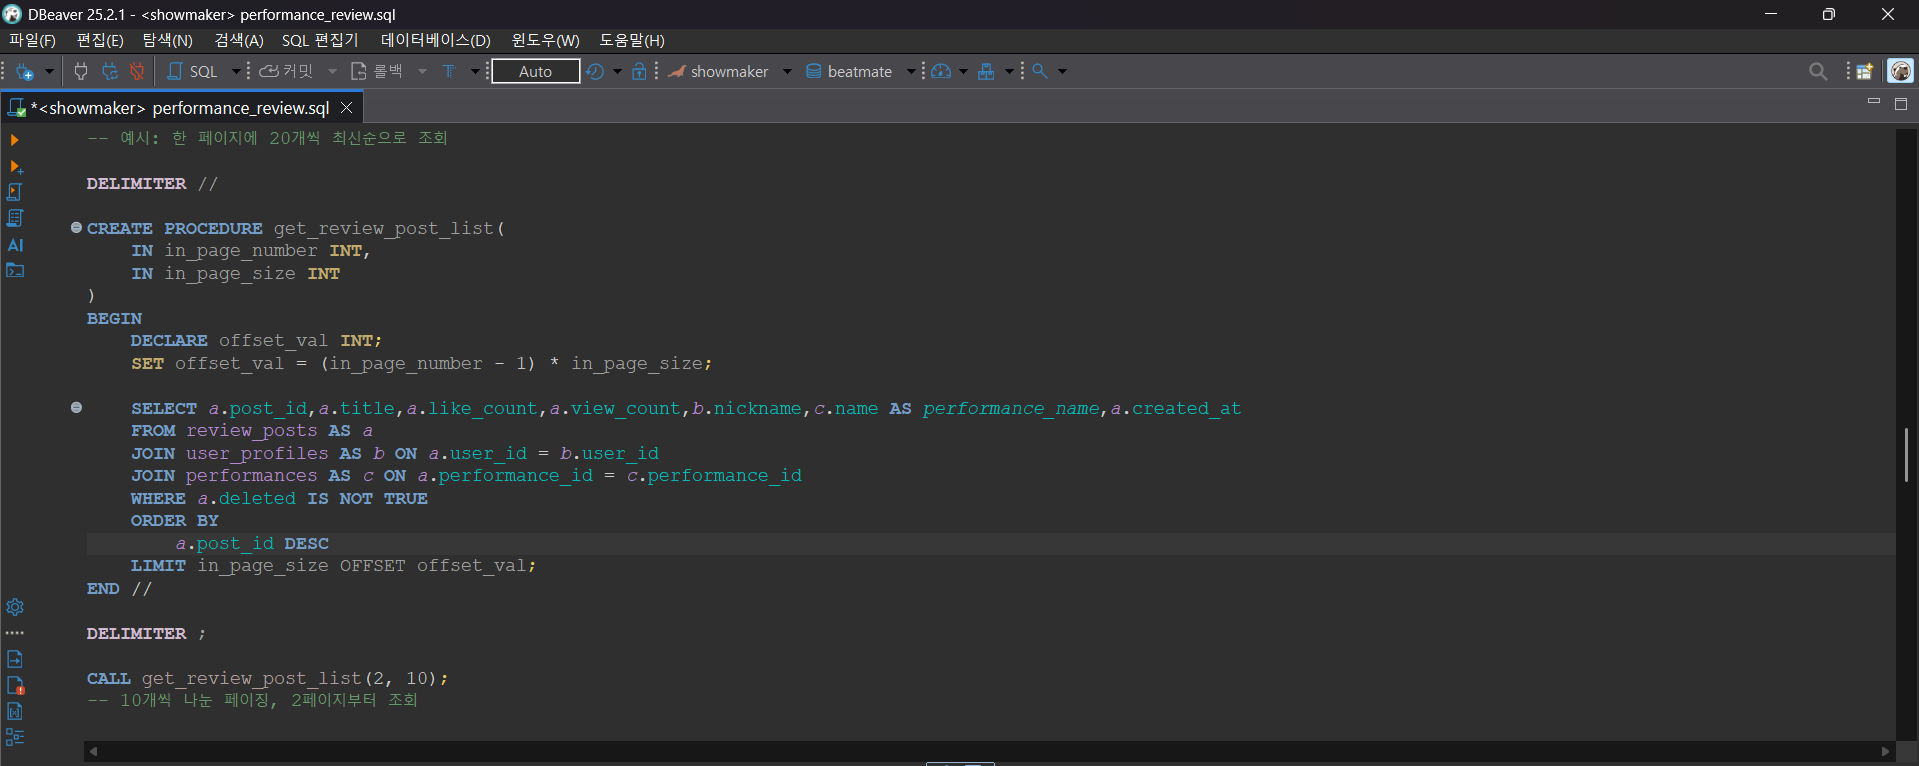 DBeaver 25.2.1 - <showmaker> performance_review.sql
파일(F) 편집(E) 탐색(N) 검색(A) SQL 편집기 데이터베이스(D) 윈도우(W) 도움말(H)
SQL 커밋 롤백 T Auto showmaker beatmate
*<showmaker> performance_review.sql
-- 예시: 한 페이지에 20개씩 최신순으로 조회
DELIMITER //
CREATE PROCEDURE get_review_post_list(
IN in_page_number INT,
IN in_page_size INT
)
BEGIN
DECLARE offset_val INT;
SET offset_val = (in_page_number - 1) * in_page_size;
SELECT a.post_id,a.title,a.like_count,a.view_count,b.nickname,c.name AS performance_name,a.created_at
FROM review_posts AS a
JOIN user_profiles AS b ON a.user_id = b.user_id
JOIN performances AS c ON a.performance_id = c.performance_id
WHERE a.deleted IS NOT TRUE
ORDER BY
a.post_id DESC
LIMIT in_page_size OFFSET offset_val;
END //
DELIMITER ;
CALL get_review_post_list(2, 10);
-- 10개씩 나눈 페이징, 2페이지부터 조회
AI